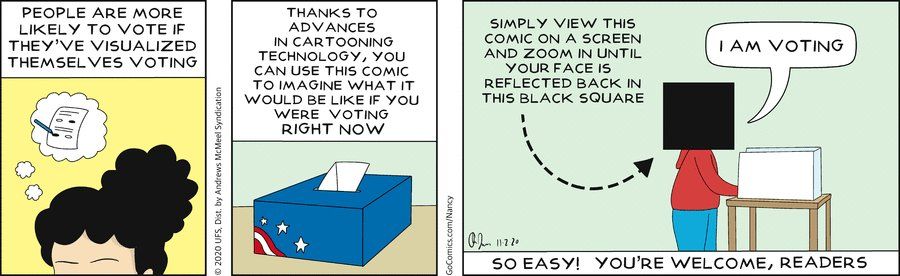 PEOPLE ARE MORE
LIKELY TO VOTE IF
THEY'VE VISUALIZED
THEMSELVES VOTING
© 2020 UFS, Dist. by Andrews McMeel Syndication
THANKS TO
ADVANCES
IN CARTOONING
TECHNOLOGY, YOU
CAN USE THIS COMIC
TO IMAGINE WHAT IT
WOULD BE LIKE IF YOU
WERE VOTING
RIGHT NOW
GoComics.com/Nancy
SIMPLY VIEW THIS
COMIC ON A SCREEN
AND ZOOM IN UNTIL
YOUR FACE IS
REFLECTED BACK IN
THIS BLACK SQUARE
I AM VOTING
11-2-20
SO EASY! YOU'RE WELCOME, READERS